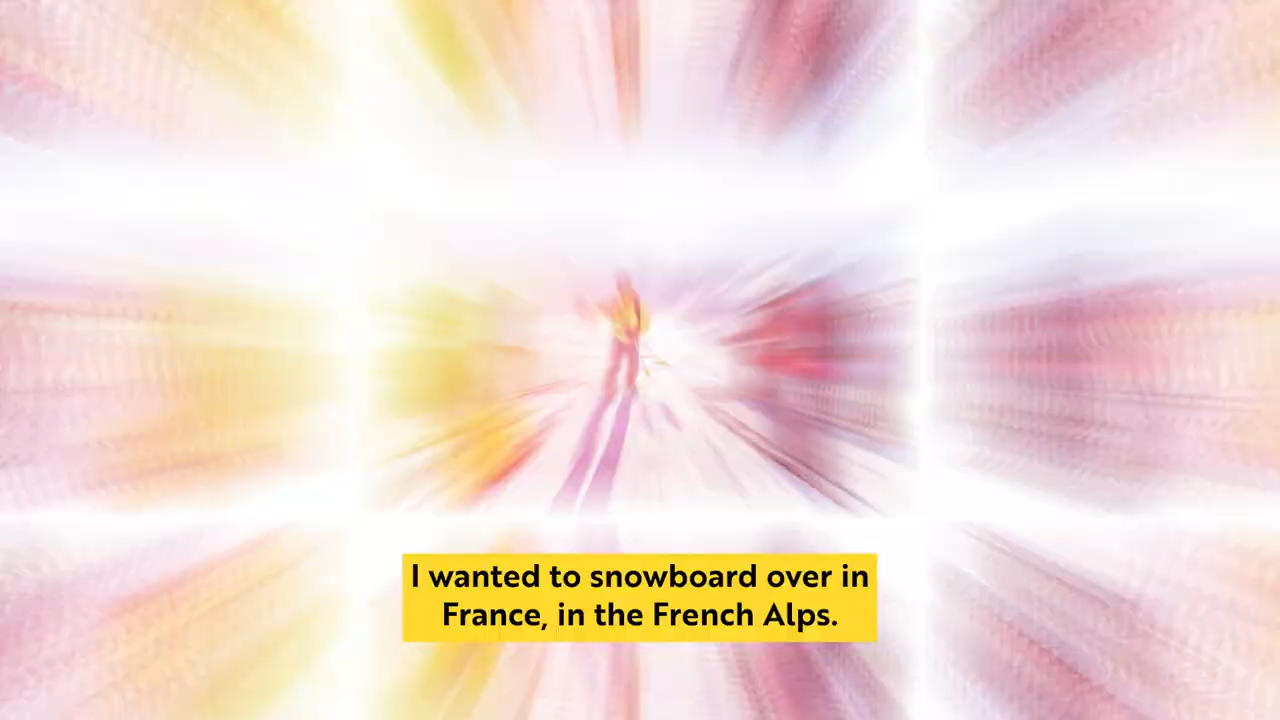 I wanted to snowboard over in
France, in the French Alps.